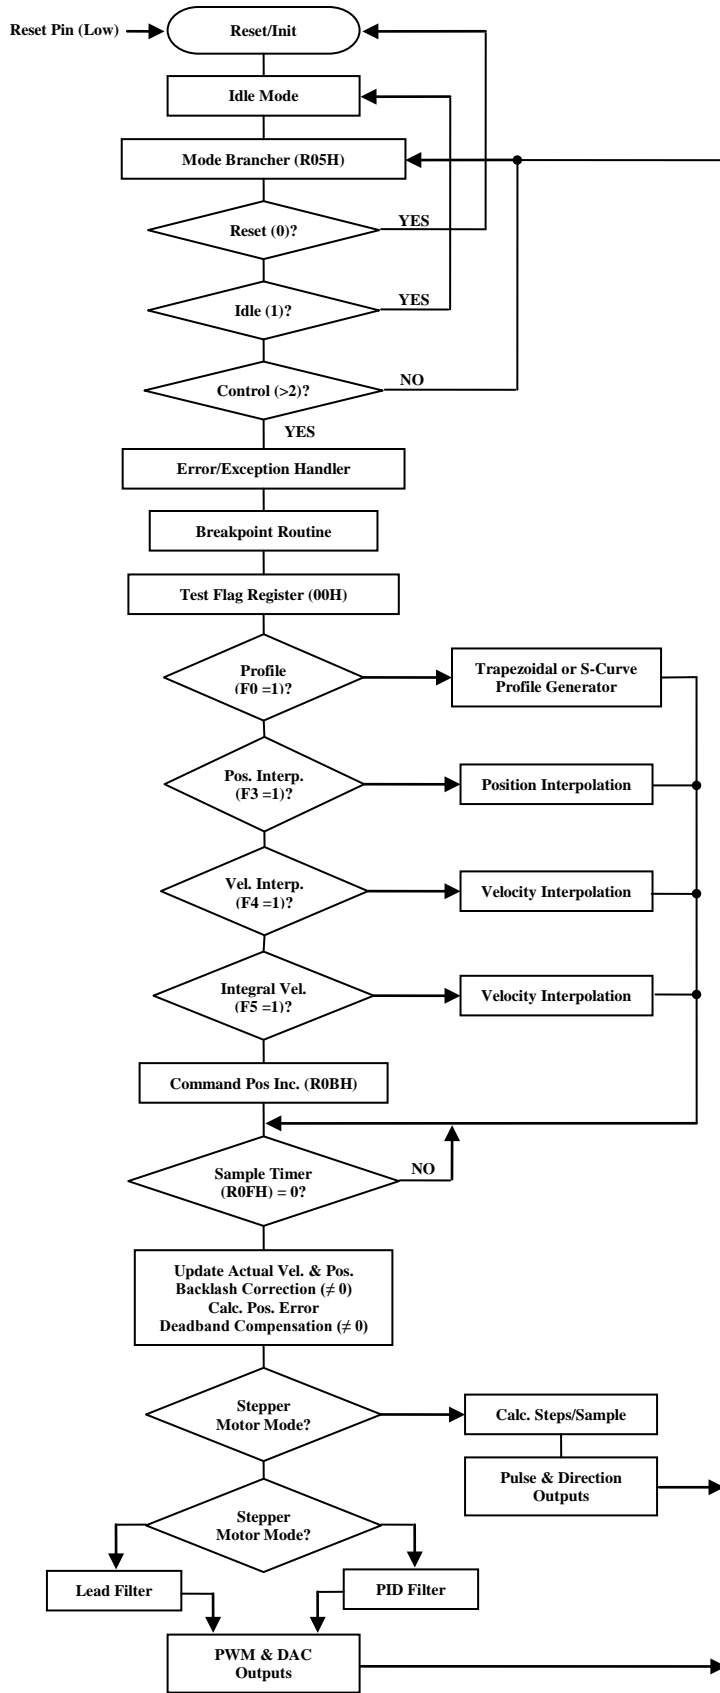 Reset Pin (Low)
Reset/Init
Idle Mode
Mode Brancher (R05H)
Reset (0)?
YES
Idle (1)?
YES
Control (>2)?
NO
YES
Error/Exception Handler
Breakpoint Routine
Test Flag Register (00H)
Profile
(F0 =1)?
Trapezoidal or S-Curve
Profile Generator
Pos. Interp.
(F3 =1)?
Position Interpolation
Vel. Interp.
(F4 =1)?
Velocity Interpolation
Integral Vel.
(F5 =1)?
Velocity Interpolation
Command Pos Inc. (R0BH)
Sample Timer
(R0FH) = 0?
NO
Update Actual Vel. & Pos.
Backlash Correction (≠ 0)
Calc. Pos. Error
Deadband Compensation (≠ 0)
Stepper
Motor Mode?
Calc. Steps/Sample
Pulse & Direction
Outputs
Stepper
Motor Mode?
Lead Filter
PID Filter
PWM & DAC
Outputs